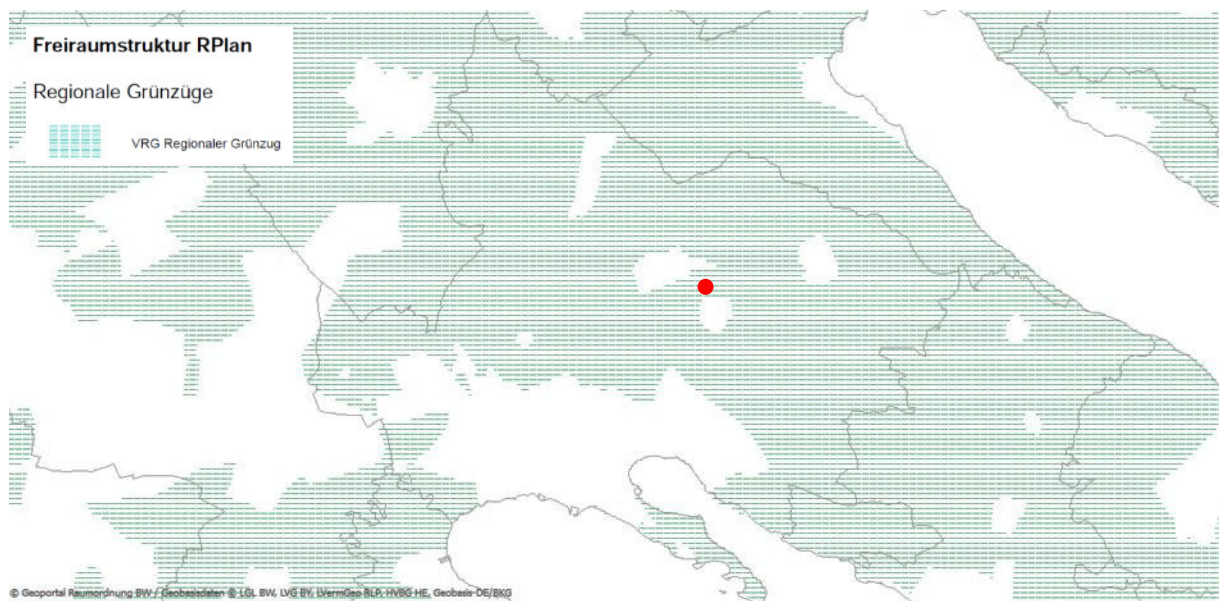 Freiraumstruktur RPlan
Regionale Grünzüge
VRG Regionaler Grünzug
© Geoportal Raumordnung BW / Geobasisdaten © LGL BW, LVG BY, LVermGeo RLP, HVBG HE, Geobasis-DE/BKG